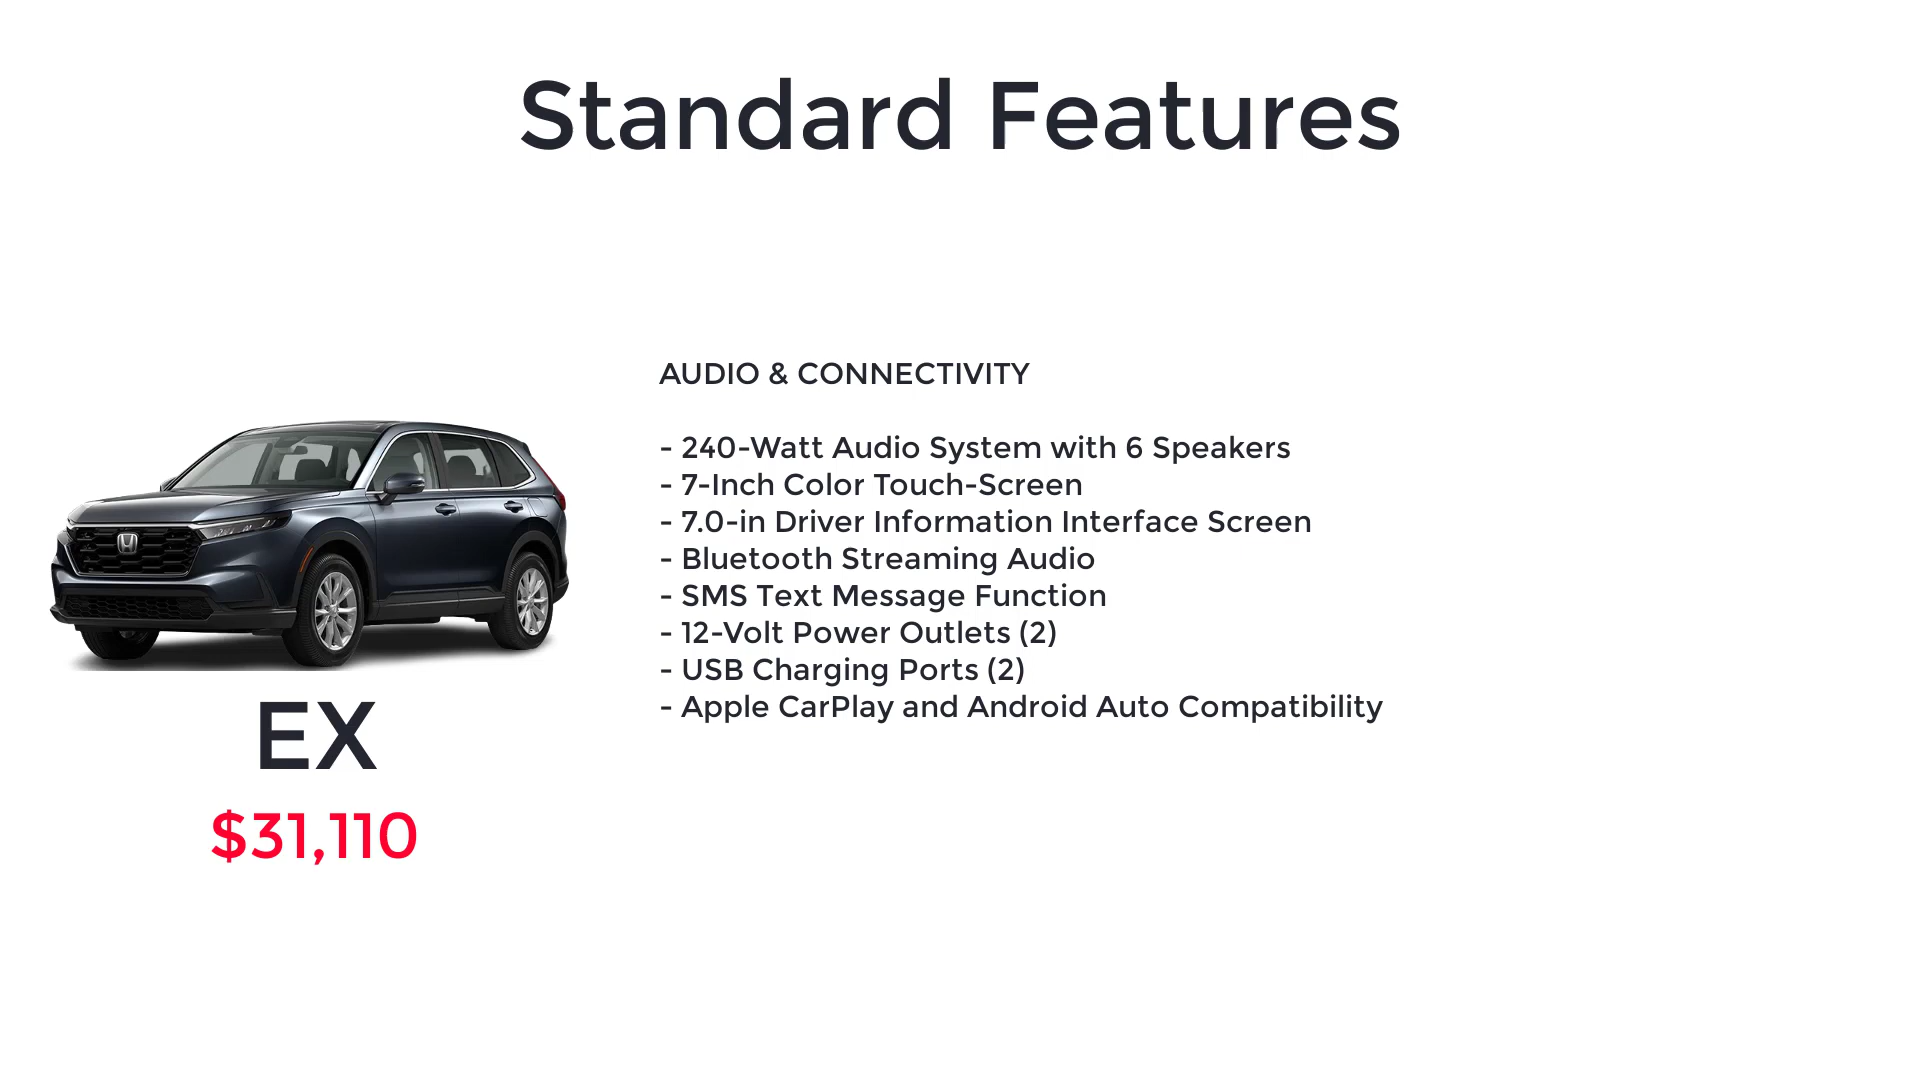 Standard Features
AUDIO & CONNECTIVITY
- 240-Watt Audio System with 6 Speakers
- 7-Inch Color Touch-Screen
- 7.0-in Driver Information Interface Screen
- Bluetooth Streaming Audio
- SMS Text Message Function
- 12-Volt Power Outlets (2)
- USB Charging Ports (2)
- Apple CarPlay and Android Auto Compatibility
EX
$31,110